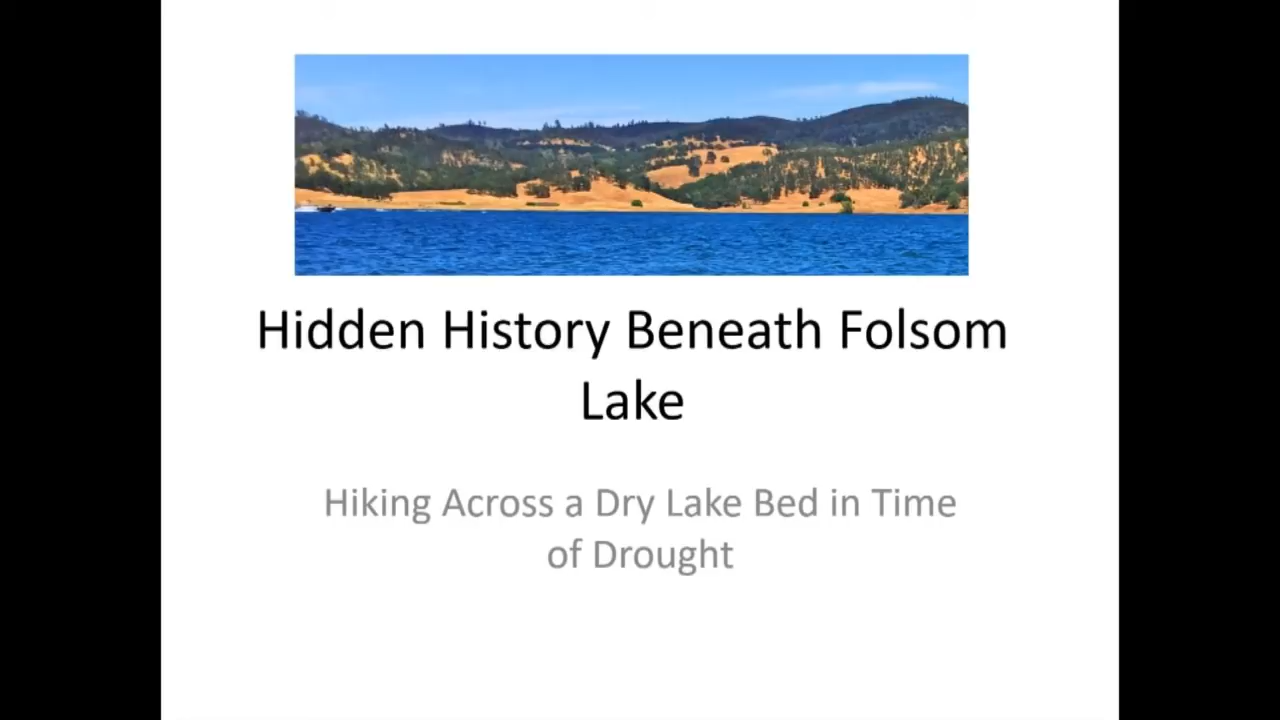 Hidden History Beneath Folsom
Lake
Hiking Across a Dry Lake Bed in Time
of Drought